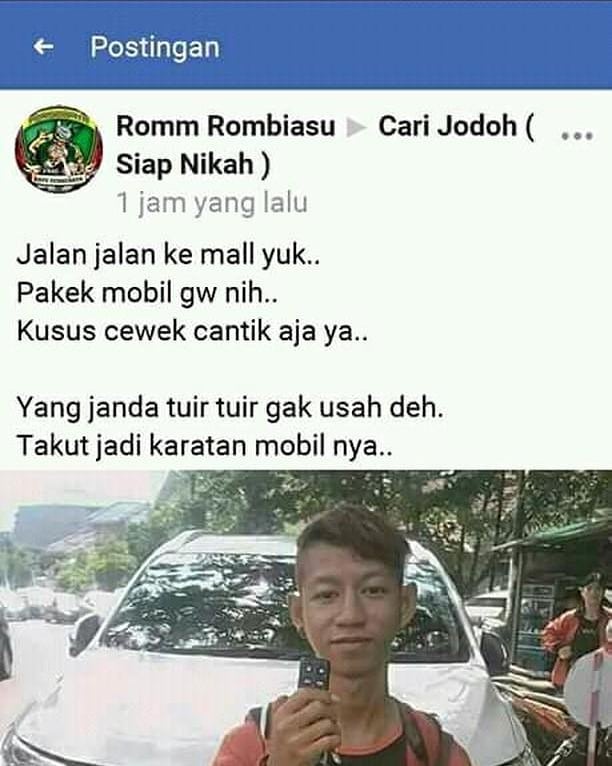 Postingan
Romm Rombiasu ▶ Cari Jodoh (
Siap Nikah )
1 jam yang lalu
Jalan jalan ke mall yuk..
Pakek mobil gw nih..
Kusus cewek cantik aja ya..
Yang janda tuir tuir gak usah deh.
Takut jadi karatan mobil nya..